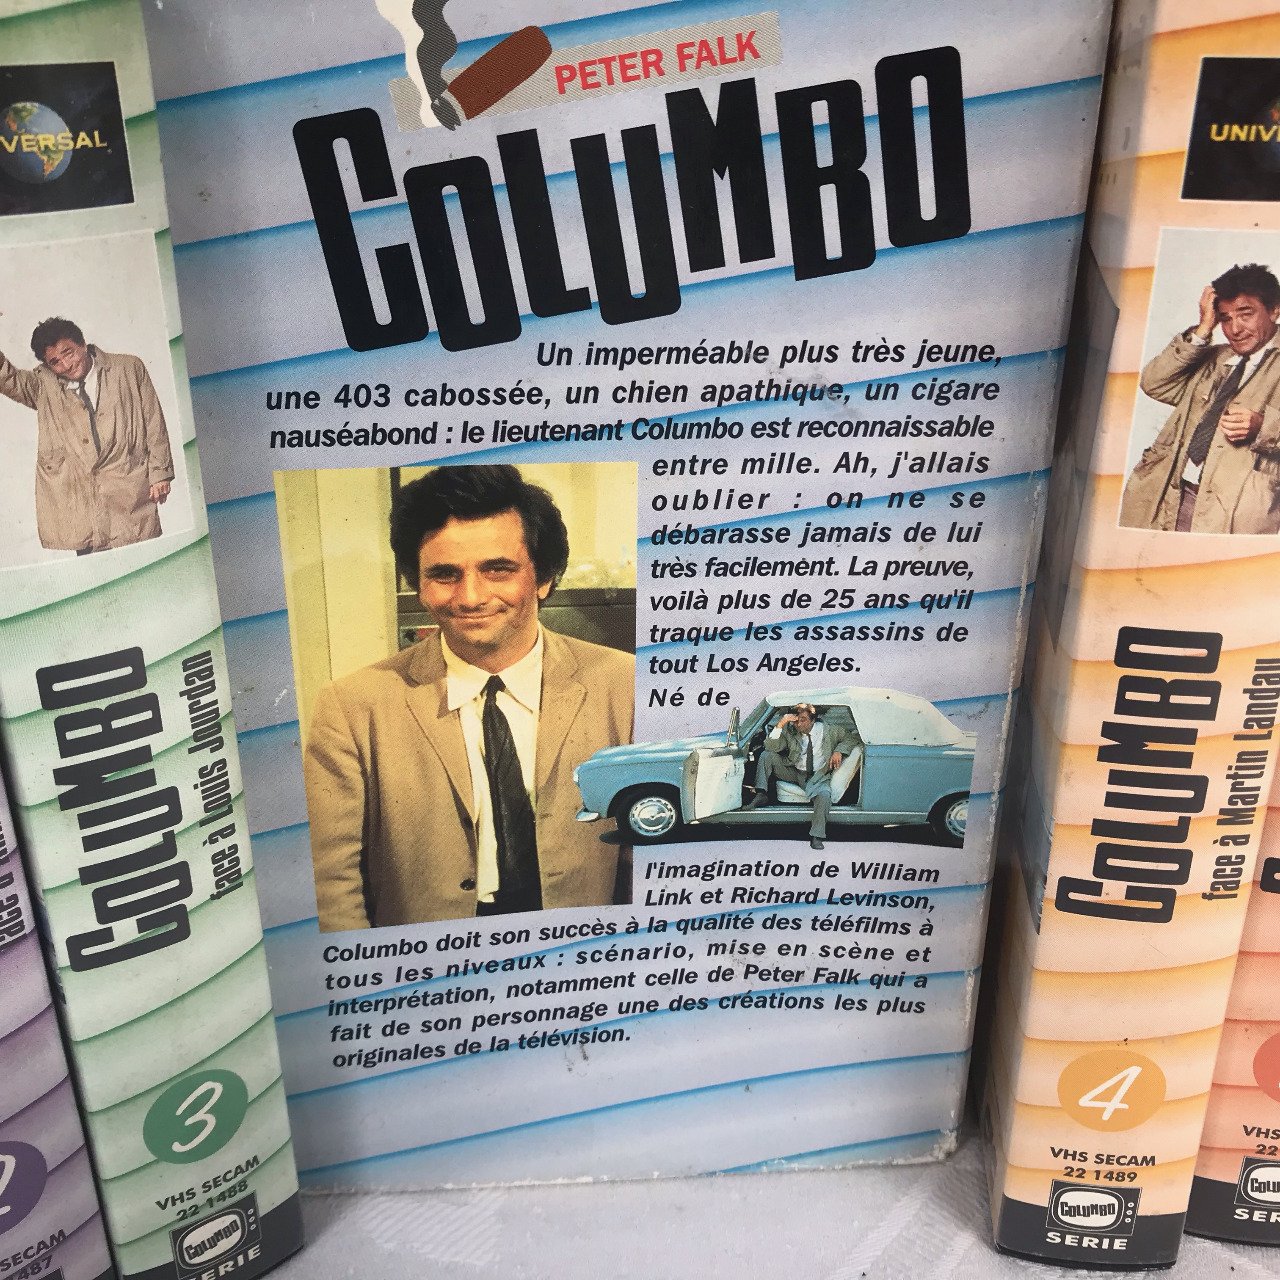 PETER FALK
COLUMBO
Un imperméable plus très jeune,
une 403 cabossée, un chien apathique, un cigare
nauséabond : le lieutenant Columbo est reconnaissable
entre mille. Ah, j'allais
oublier : on ne se
débarasse jamais de lui
très facilement. La preuve,
voilà plus de 25 ans qu'il
traque les assassins de
tout Los Angeles.
Né de
l'imagination de William
Link et Richard Levinson,
Columbo doit son succès à la qualité des téléfilms à
tous les niveaux : scénario, mise en scène et
interprétation, notamment celle de Peter Falk qui a
fait de son personnage une des créations les plus
originales de la télévision.
VERSAL
COLUMBO
face à Louis Jourdan
3
VHS SECAM
22 1488
COLUMBO
SERIE
UNIV
COLUMBO
face à Martin Landau
4
VHS SECAM
22 1489
COLUMBO
SERIE
2
SECAM
487
VHS
22